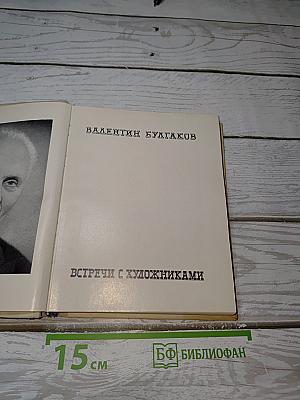 ВАЛЕНТИН БУЛГАКОВ
ВСТРЕЧИ С ХУДОЖНИКАМИ
15 СМ
БФ БИБЛИОФАН